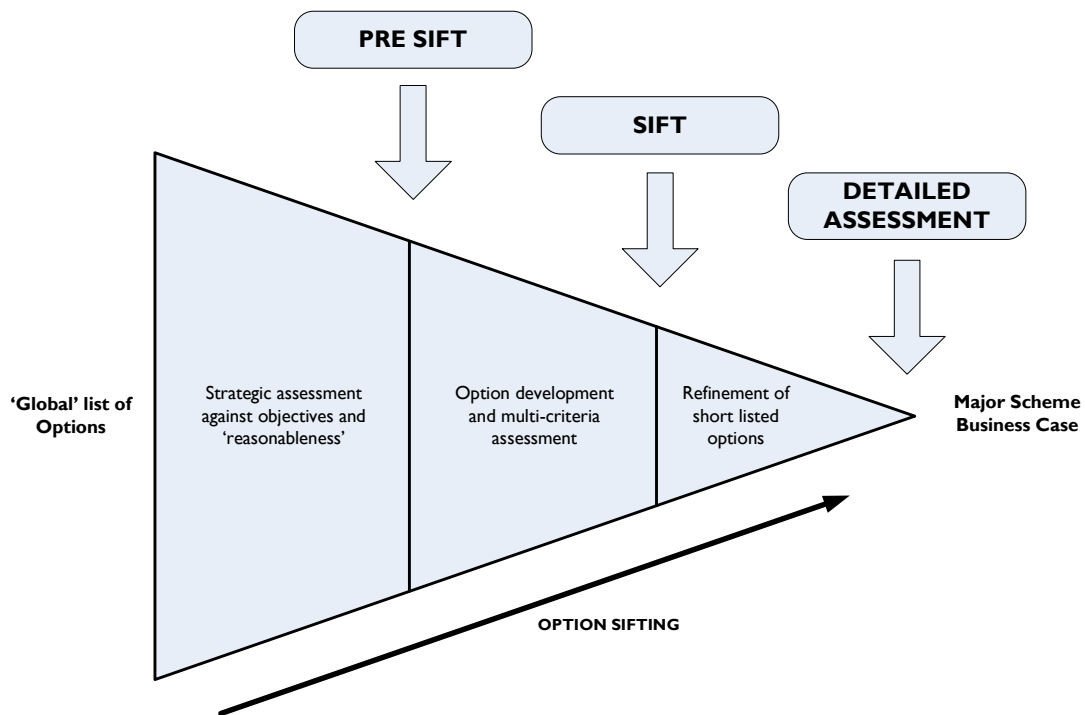 PRE SIFT
SIFT
DETAILED
ASSESSMENT
‘Global’ list of
Options
Strategic assessment
against objectives and
‘reasonableness’
Option development
and multi-criteria
assessment
Refinement of
short listed
options
Major Scheme
Business Case
OPTION SIFTING